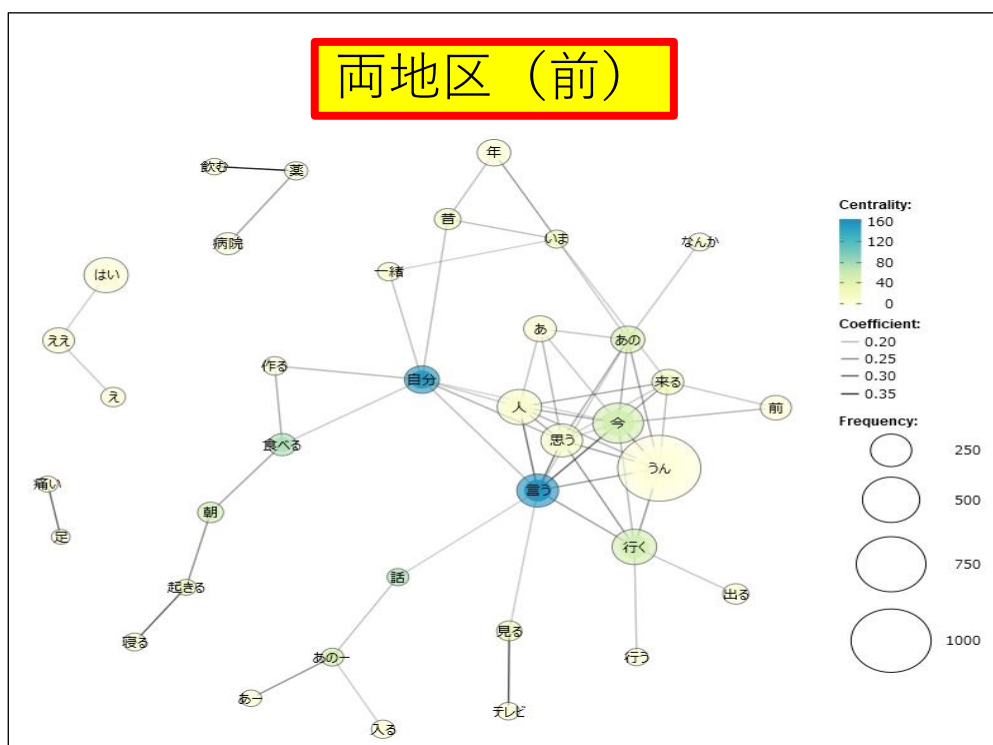 両地区（前）
年
飲む
薬
昔
病院
いま
なんか
一緒
はい
あ
あの
ええ
作る
自分
来る
え
人
今
前
食べる
思う
うん
痛い
言う
朝
足
行く
話
起きる
出る
寝る
見る
あのー
行う
あー
テレビ
入る
Centrality:
160
120
80
40
0
Coefficient:
0.20
0.25
0.30
0.35
Frequency:
250
500
750
1000